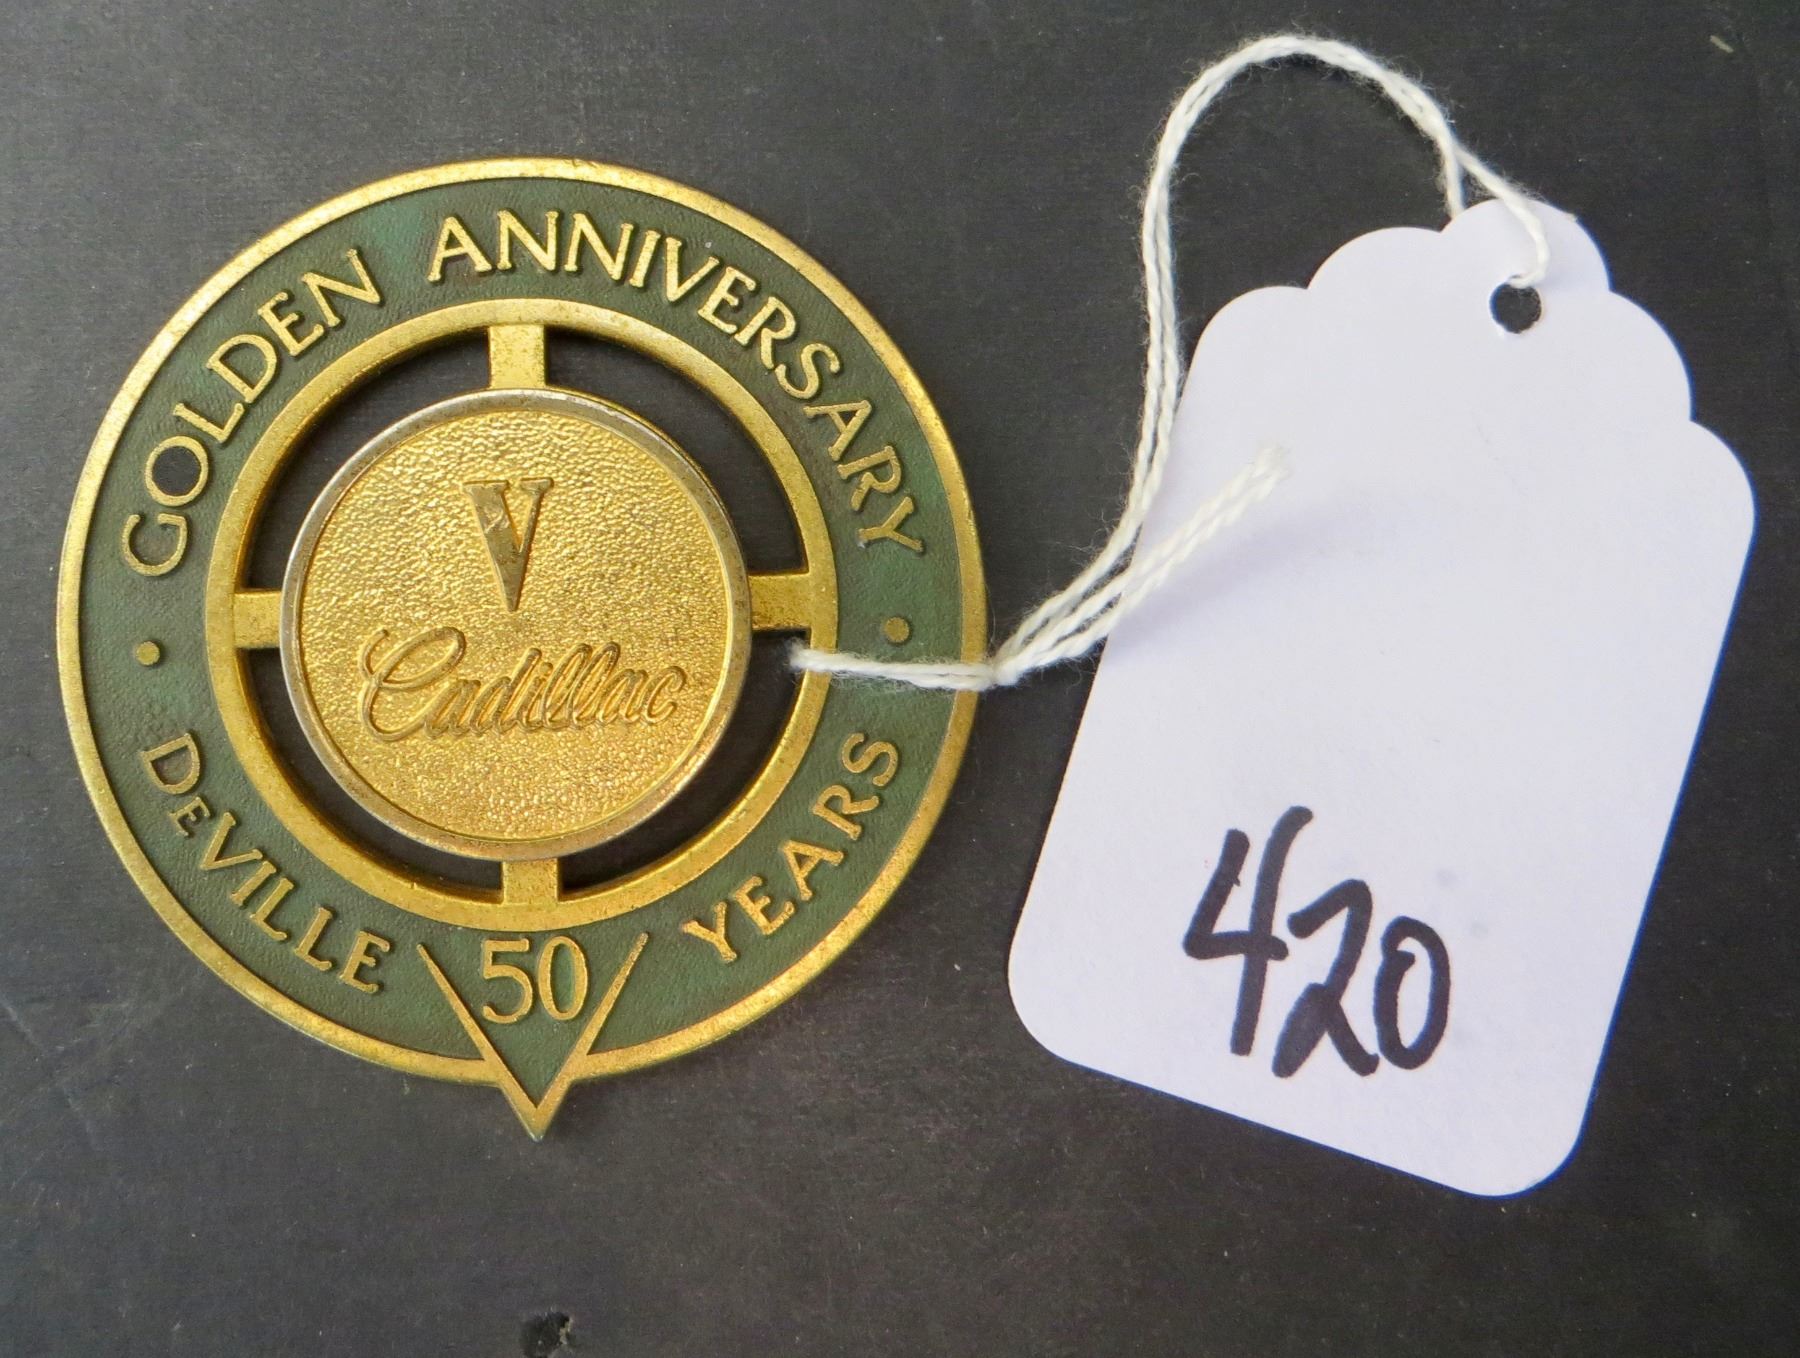 GOLDEN ANNIVERSARY
V
Cadillac
DeVILLE 50 YEARS
420